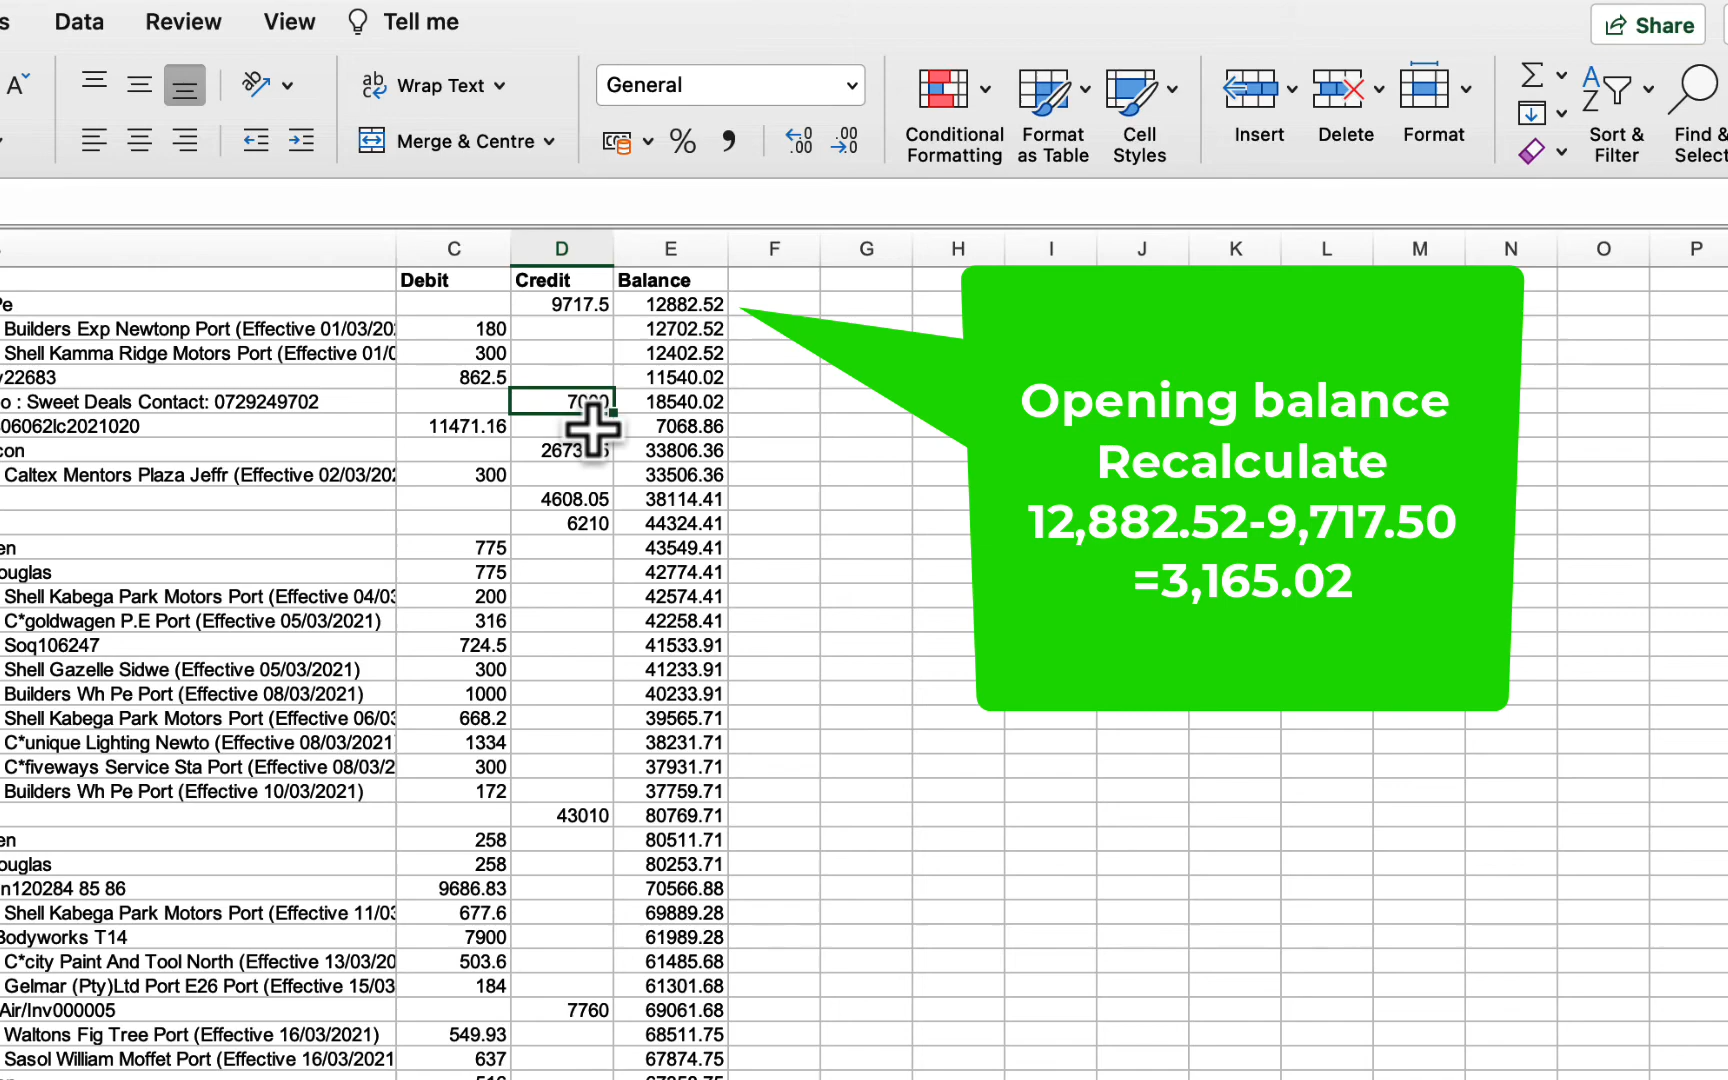 s Data Review View Tell me Share
A Wrap Text General
Conditional Formatting Format as Table Cell Styles Insert Delete Format Sort & Filter Find & Select
Merge & Centre % .00
C D E F G H I J K L M N O P
Debit Credit Balance
Pe 9717.5 12882.52
Builders Exp Newtonp Port (Effective 01/03/20 180 12702.52
Shell Kamma Ridge Motors Port (Effective 01/0 300 12402.52
22683 862.5 11540.02
o : Sweet Deals Contact: 0729249702 18540.02
06062lc2021020 11471.16 7068.86
con 33806.36
Caltex Mentors Plaza Jeffr (Effective 02/03/20 300 33506.36
4608.05 38114.41
6210 44324.41
en 775 43549.41
ouglas 775 42774.41
Shell Kabega Park Motors Port (Effective 04/03 200 42574.41
C*goldwagen P.E Port (Effective 05/03/2021) 316 42258.41
Soq106247 724.5 41533.91
Shell Gazelle Sidwe (Effective 05/03/2021) 300 41233.91
Builders Wh Pe Port (Effective 08/03/2021) 1000 40233.91
Shell Kabega Park Motors Port (Effective 06/03 668.2 39565.71
C*unique Lighting Newto (Effective 08/03/2021 1334 38231.71
C*fiveways Service Sta Port (Effective 08/03/2 300 37931.71
Builders Wh Pe Port (Effective 10/03/2021) 172 37759.71
43010 80769.71
en 258 80511.71
ouglas 258 80253.71
n120284 85 86 9686.83 70566.88
Shell Kabega Park Motors Port (Effective 11/03 677.6 69889.28
Bodyworks T14 7900 61989.28
C*city Paint And Tool North (Effective 13/03/20 503.6 61485.68
Gelmar (Pty)Ltd Port E26 Port (Effective 15/03 184 61301.68
Air/Inv000005 7760 69061.68
Waltons Fig Tree Port (Effective 16/03/2021) 549.93 68511.75
Sasol William Moffet Port (Effective 16/03/2021 637 67874.75
Opening balance
Recalculate
12,882.52-9,717.50
=3,165.02